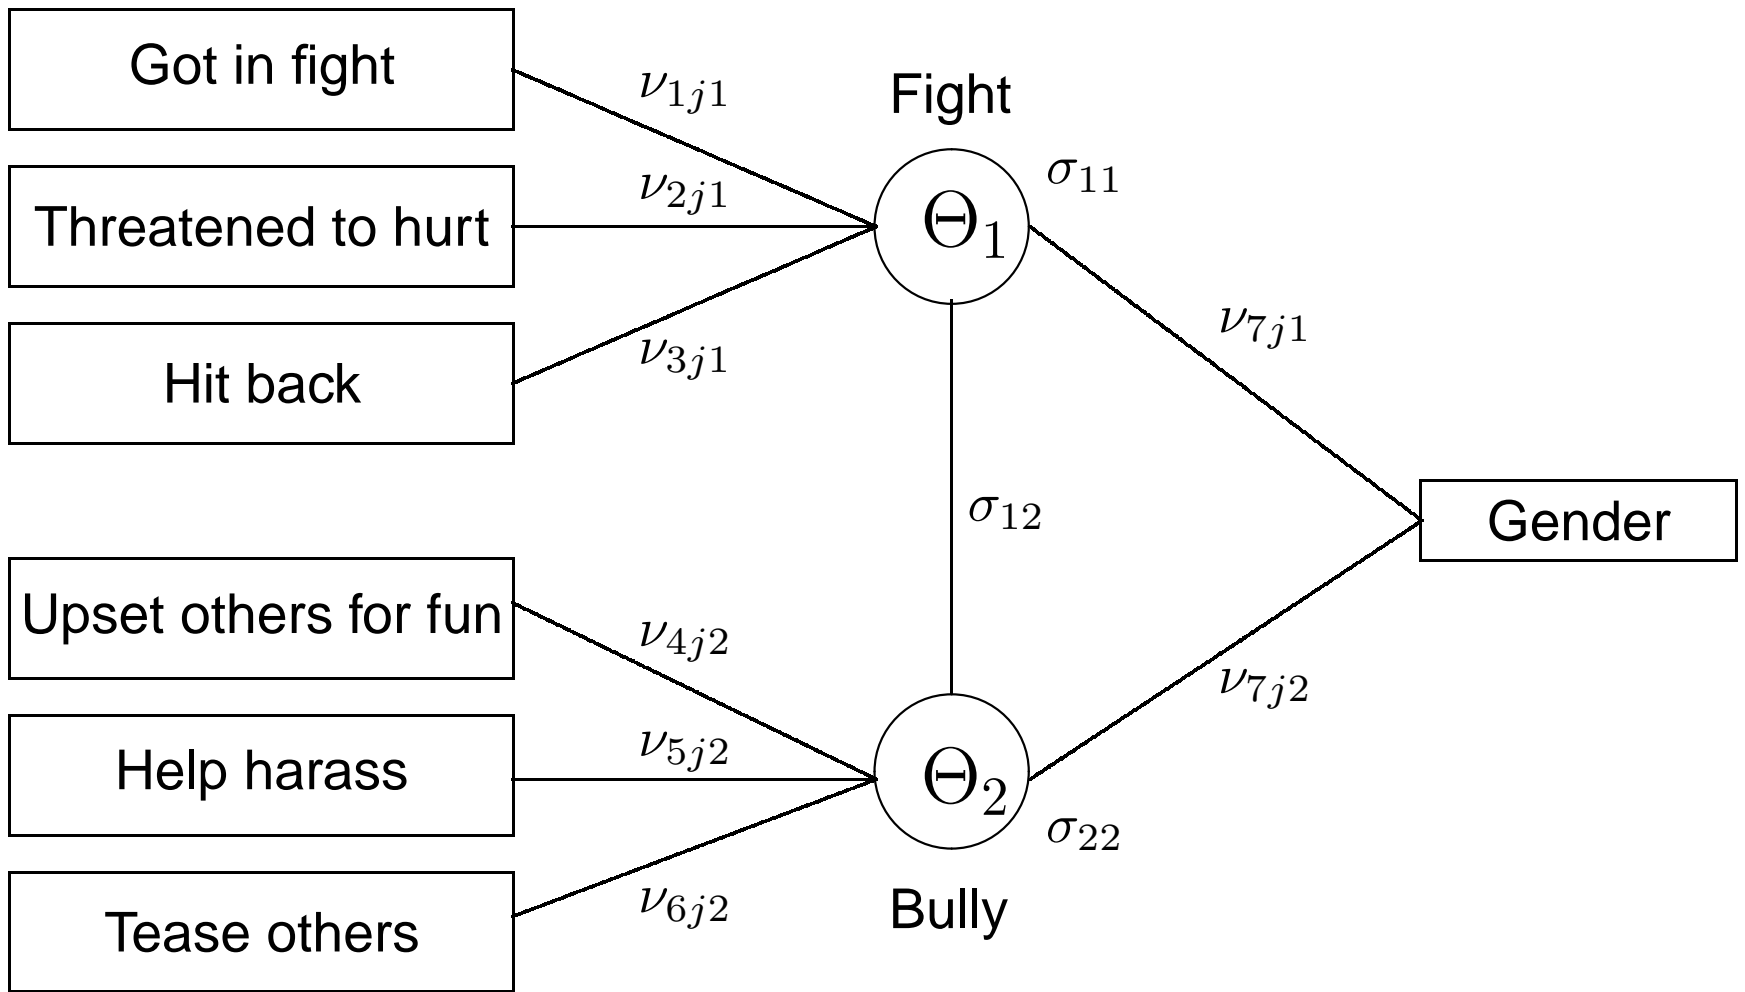 Got in fight
Threatened to hurt
Hit back
Upset others for fun
Help harass
Tease others
ν1j1
ν2j1
ν3j1
ν4j2
ν5j2
ν6j2
Fight
Θ1
σ11
σ12
Θ2
σ22
Bully
ν7j1
ν7j2
Gender